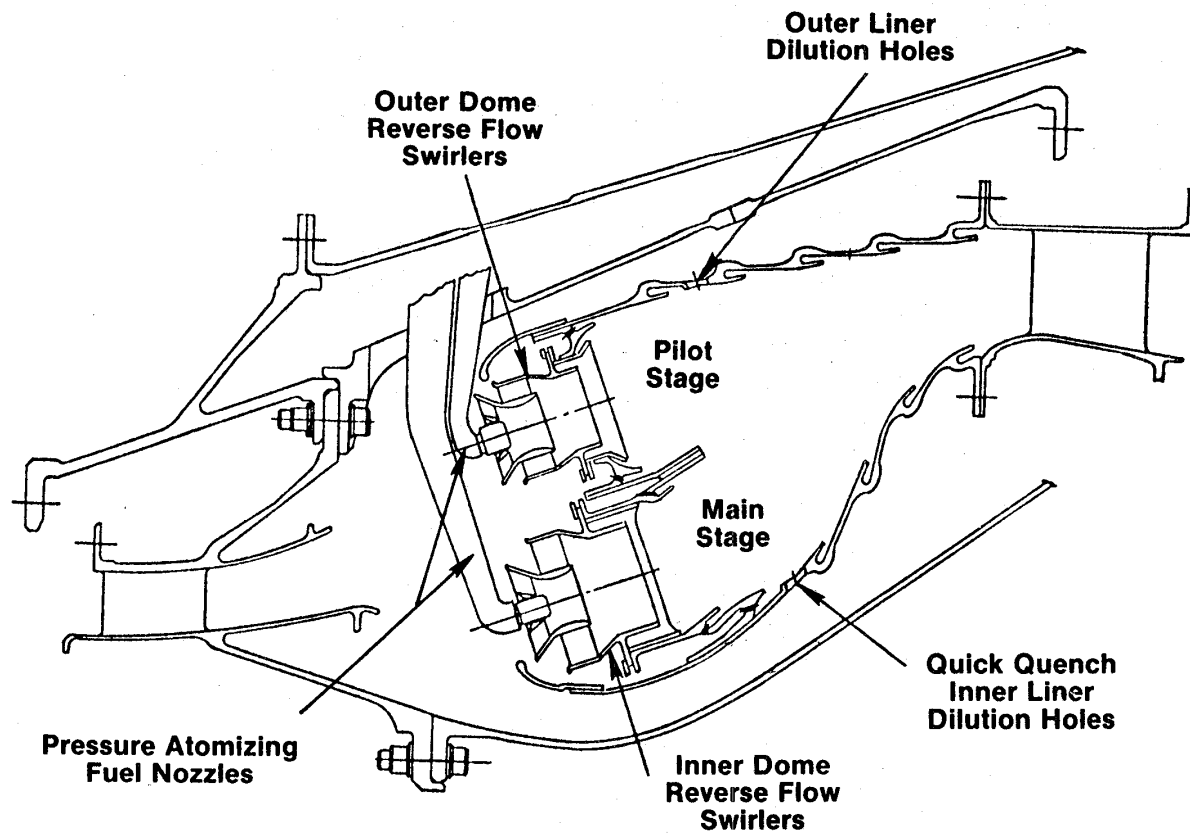 Outer Liner
Dilution Holes
Outer Dome
Reverse Flow
Swirlers
Pilot
Stage
Main
Stage
Quick Quench
Inner Liner
Dilution Holes
Pressure Atomizing
Fuel Nozzles
Inner Dome
Reverse Flow
Swirlers